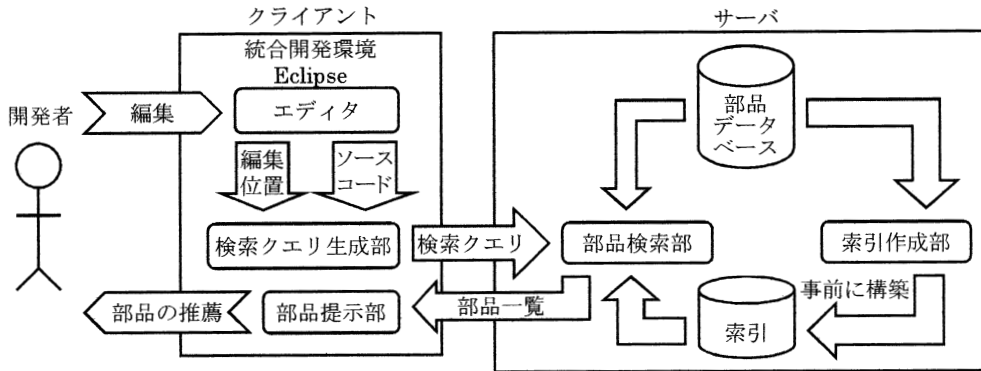 クライアント
サーバ
統合開発環境
Eclipse
開発者
編集
エディタ
部品
データ
ベース
編集
位置
ソース
コード
検索クエリ生成部
検索クエリ
部品検索部
索引作成部
事前に構築
部品の推薦
部品提示部
部品一覧
索引